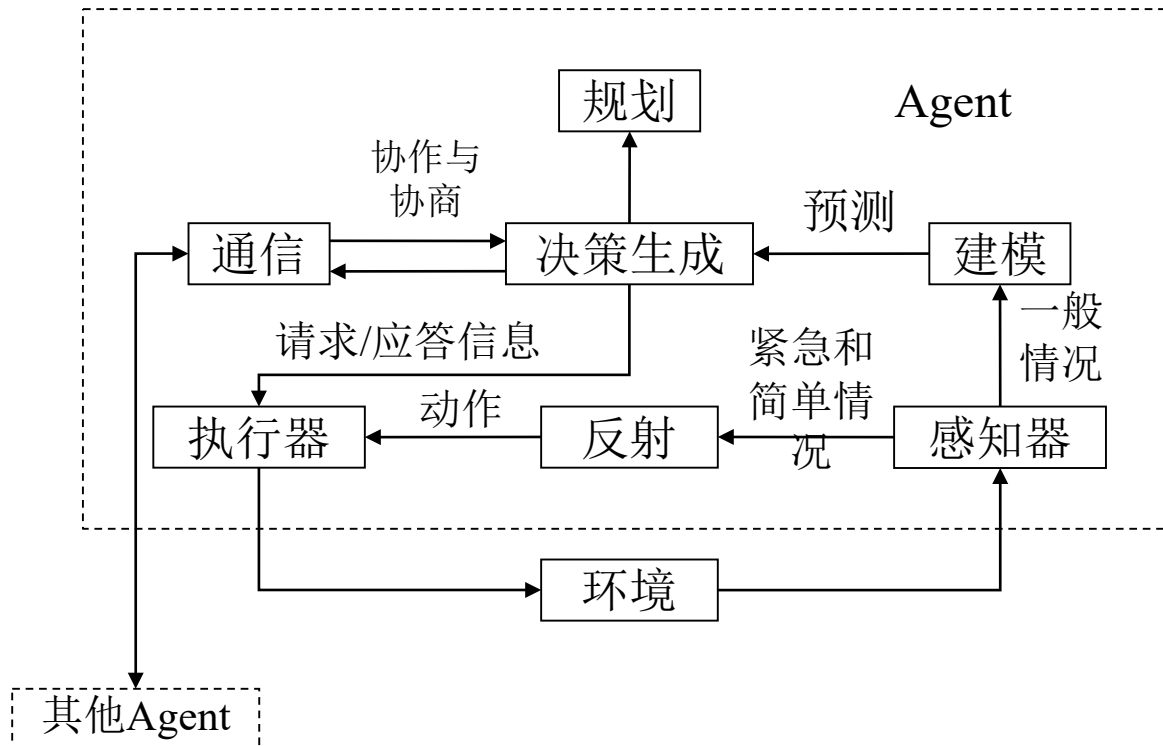 规划
Agent
协作与
协商
预测
通信
决策生成
建模
一般
情况
请求/应答信息
紧急和
简单情
况
动作
执行器
反射
感知器
环境
其他Agent